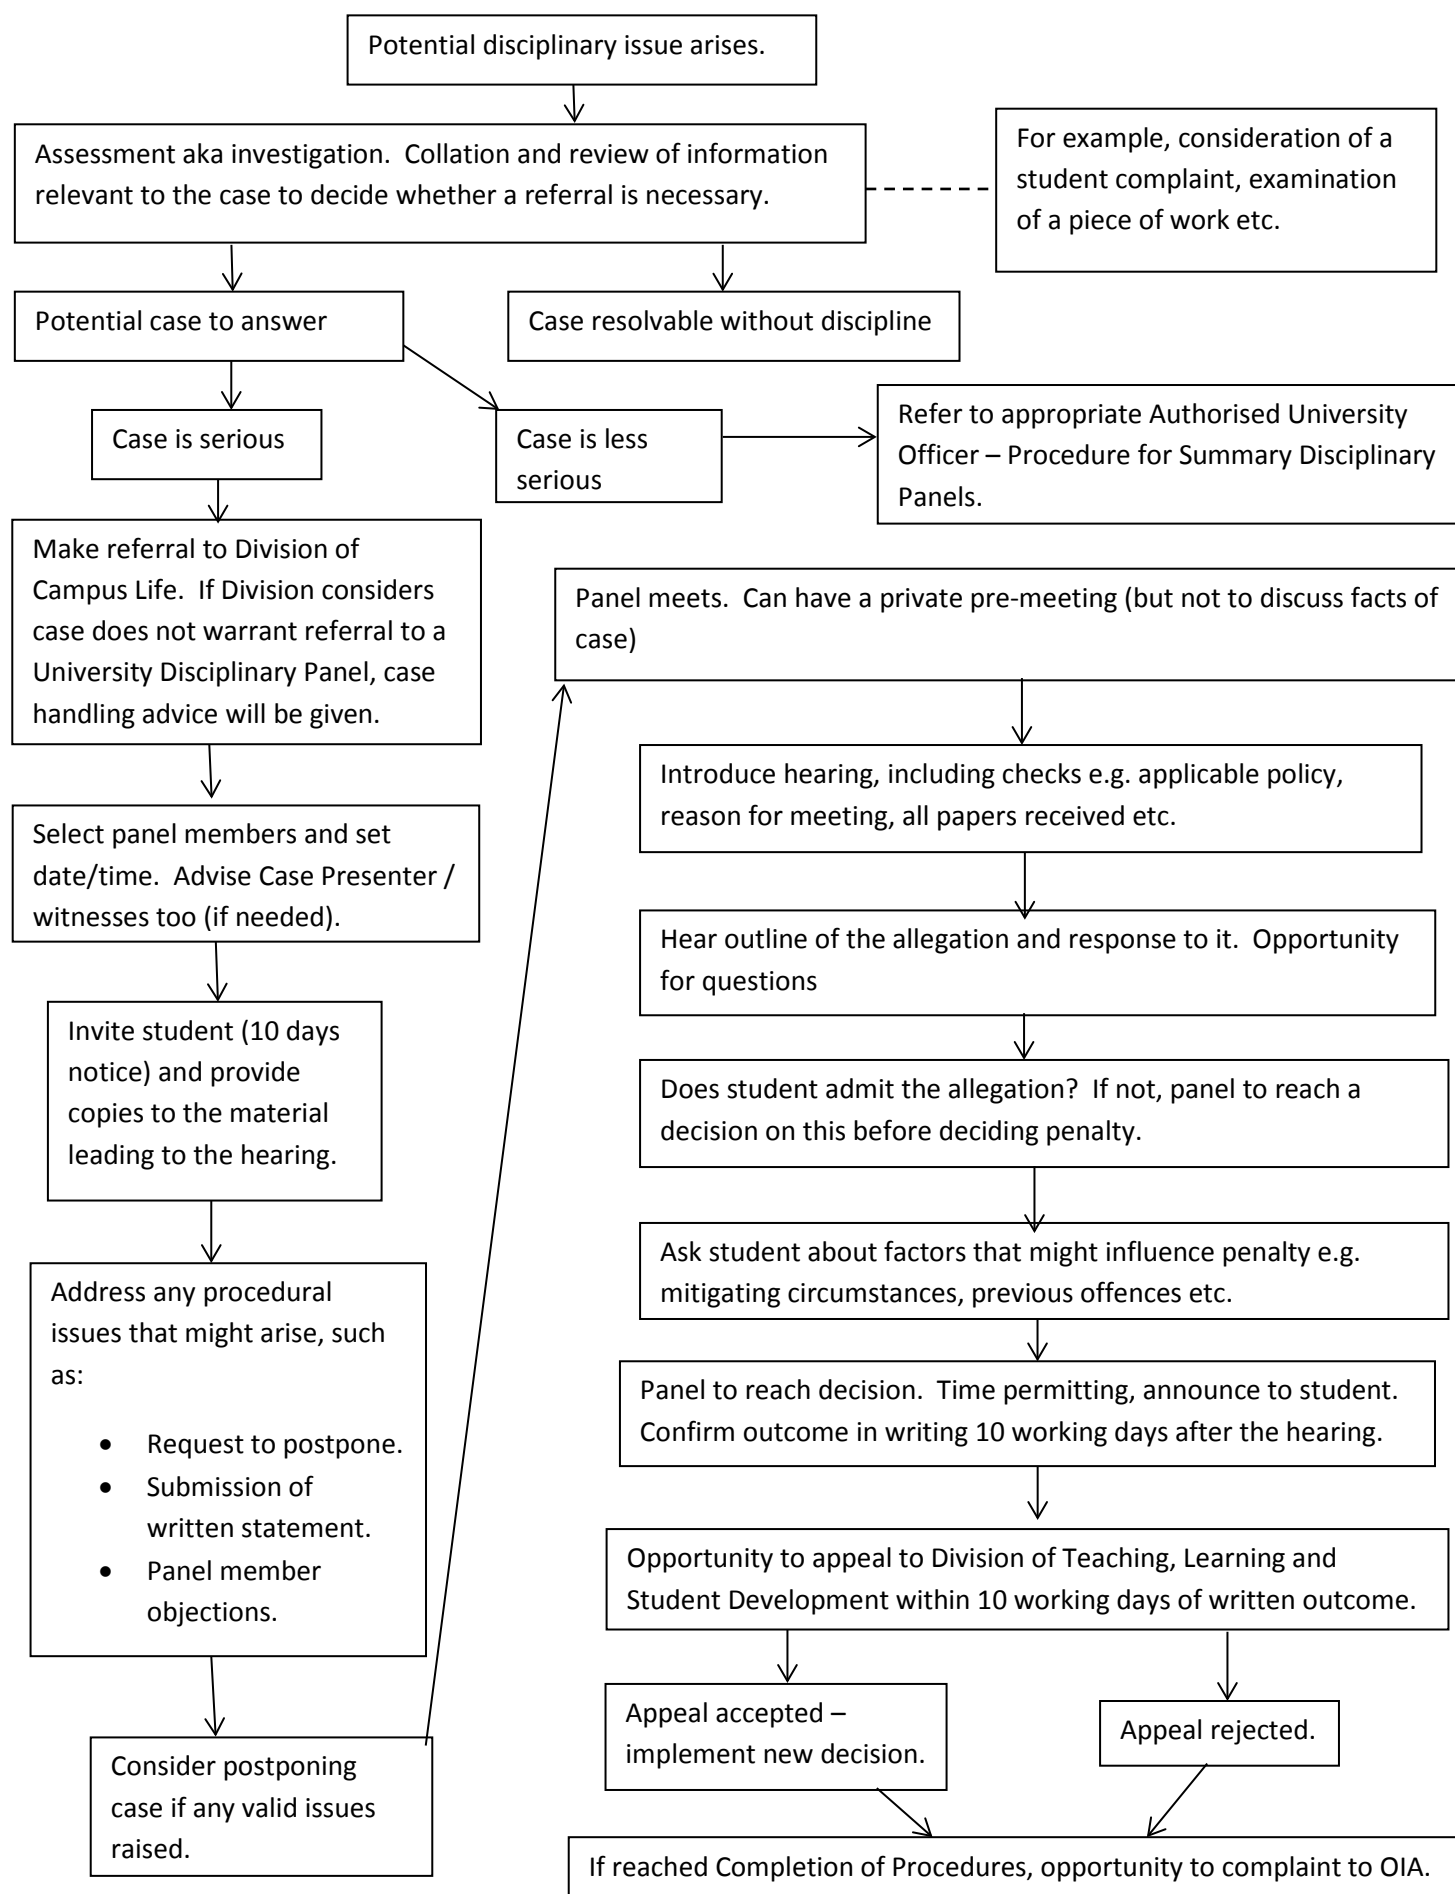 Potential disciplinary issue arises.
Assessment aka investigation.  Collation and review of information
relevant to the case to decide whether a referral is necessary.
For example, consideration of a
student complaint, examination
of a piece of work etc.
Potential case to answer
Case resolvable without discipline
Case is serious
Case is less
serious
Refer to appropriate Authorised University
Officer – Procedure for Summary Disciplinary
Panels.
Make referral to Division of
Campus Life.  If Division considers
case does not warrant referral to a
University Disciplinary Panel, case
handling advice will be given.
Select panel members and set
date/time.  Advise Case Presenter /
witnesses too (if needed).
Invite student (10 days
notice) and provide
copies to the material
leading to the hearing.
Address any procedural
issues that might arise, such
as:
• Request to postpone.
• Submission of
written statement.
• Panel member
objections.
Consider postponing
case if any valid issues
raised.
Panel meets.  Can have a private pre-meeting (but not to discuss facts of
case)
Introduce hearing, including checks e.g. applicable policy,
reason for meeting, all papers received etc.
Hear outline of the allegation and response to it.  Opportunity
for questions
Does student admit the allegation?  If not, panel to reach a
decision on this before deciding penalty.
Ask student about factors that might influence penalty e.g.
mitigating circumstances, previous offences etc.
Panel to reach decision.  Time permitting, announce to student.
Confirm outcome in writing 10 working days after the hearing.
Opportunity to appeal to Division of Teaching, Learning and
Student Development within 10 working days of written outcome.
Appeal accepted –
implement new decision.
Appeal rejected.
If reached Completion of Procedures, opportunity to complaint to OIA.